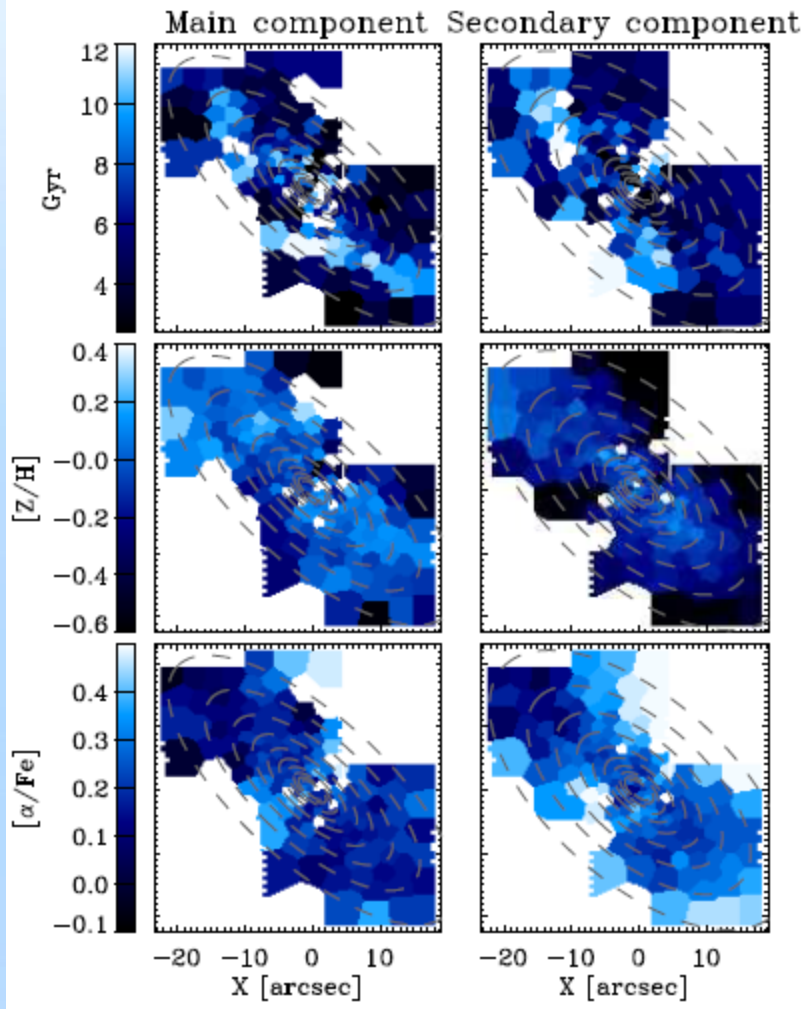 Main component Secondary component
12
10
8
6
4
Gyr
0.4
0.2
−0.0
−0.2
−0.4
−0.6
[Z/H]
0.4
0.3
0.2
0.1
0.0
−0.1
[α/Fe]
−20 −10 0 10 −20 −10 0 10
X [arcsec] X [arcsec]